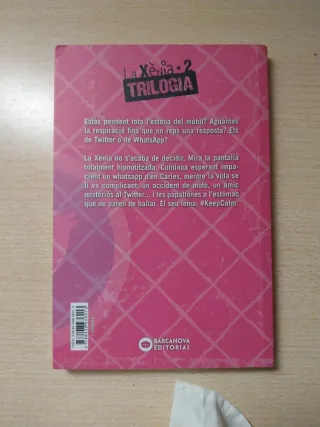 La Xènia • 2
TRILOGIA
Estàs pendent tota l'estona del mòbil? Aguantes
la respiració fins que no reps una resposta? Ets
de Twitter o de WhatsApp?
La Xènia no s'acaba de decidir. Mira la pantalla
totalment hipnotitzada. Continua esperant impa-
cient un whatsapp d'en Carles, mentre la vida se
li va complicant: un accident de moto, un amic
misteriós al Twitter... i les papallones a l'estómac
que no paren de ballar. El seu lema: #KeepCalm.
BARCANOVA
EDITORIAL